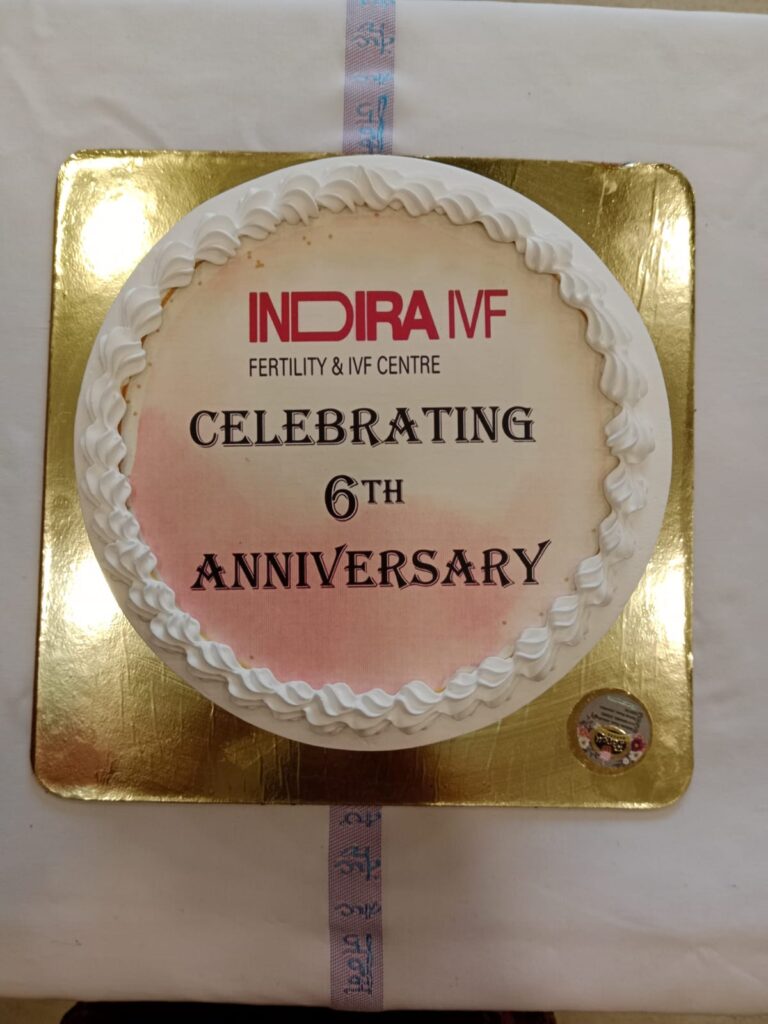 INDIRA IVF
FERTILITY & IVF CENTRE
CELEBRATING
6TH
ANNIVERSARY